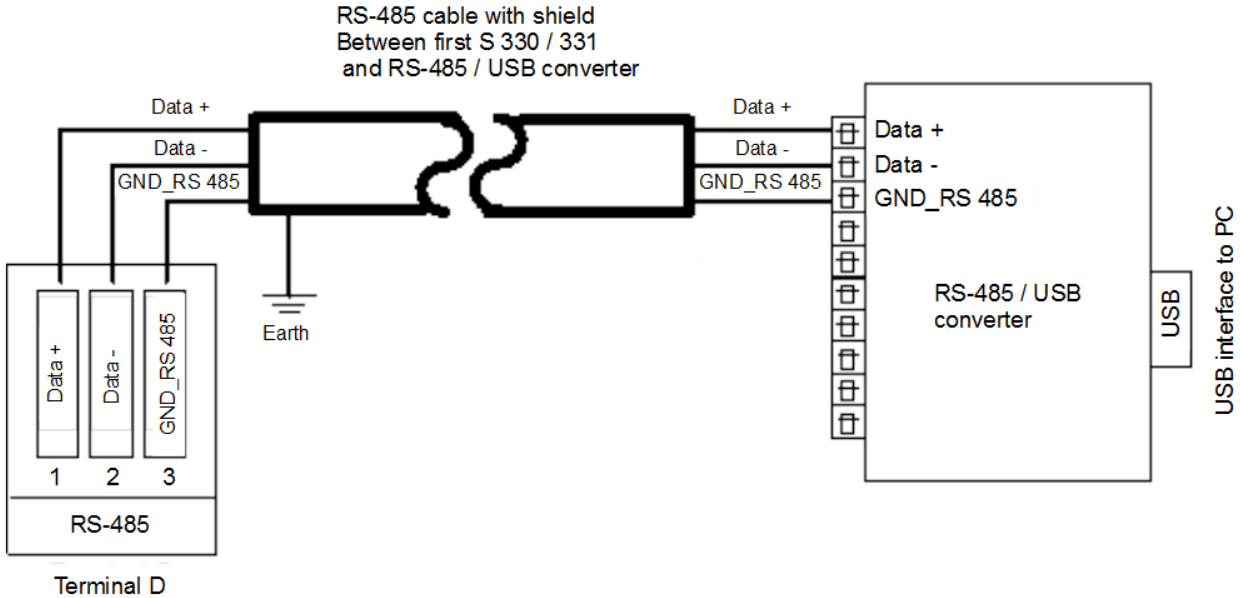 RS-485 cable with shield
Between first S 330 / 331
and RS-485 / USB converter
Data +
Data -
GND_RS 485
Data +
Data -
GND_RS 485
Data +
Data -
GND_RS 485
RS-485 / USB
converter
USB
USB interface to PC
Earth
Data +
Data -
GND_RS 485
1
2
3
RS-485
Terminal D